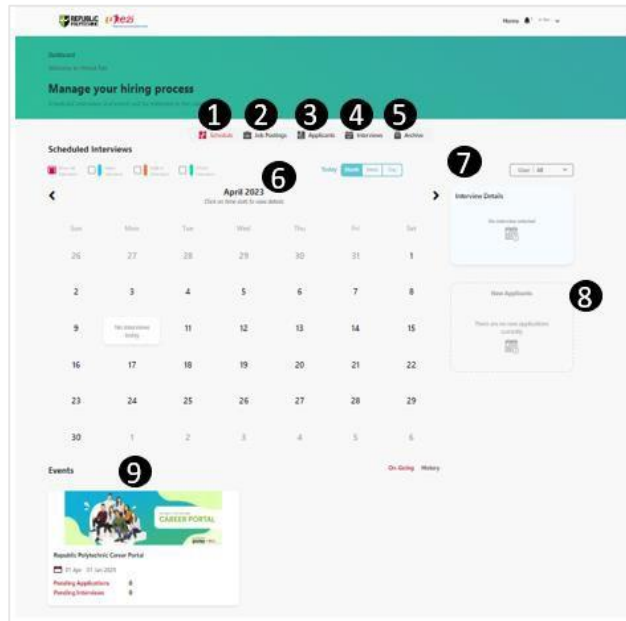 REPUBLIC
POLYTECHNIC
Home
Dashboard
Manage your hiring process
1 2 3 4 5
Schedule Job Postings Applicants Interviews Archive
Scheduled Interviews
6 7
Today Month Week Day
User All
April 2023
Click on time slots to view details
Interview Details
No interview selected
Sun Mon Tue Wed Thu Fri Sat
26 27 28 29 30 31 1
8
New Applicants
There are no new applications
currently
2 3 4 5 6 7 8
9 No interviews
today 11 12 13 14 15
16 17 18 19 20 21 22
23 24 25 26 27 28 29
30 1 2 3 4 5 6
Events
9
On-Going History
CAREER PORTAL
Republic Polytechnic Career Portal
Pending Applications 0
Pending Interviews 0